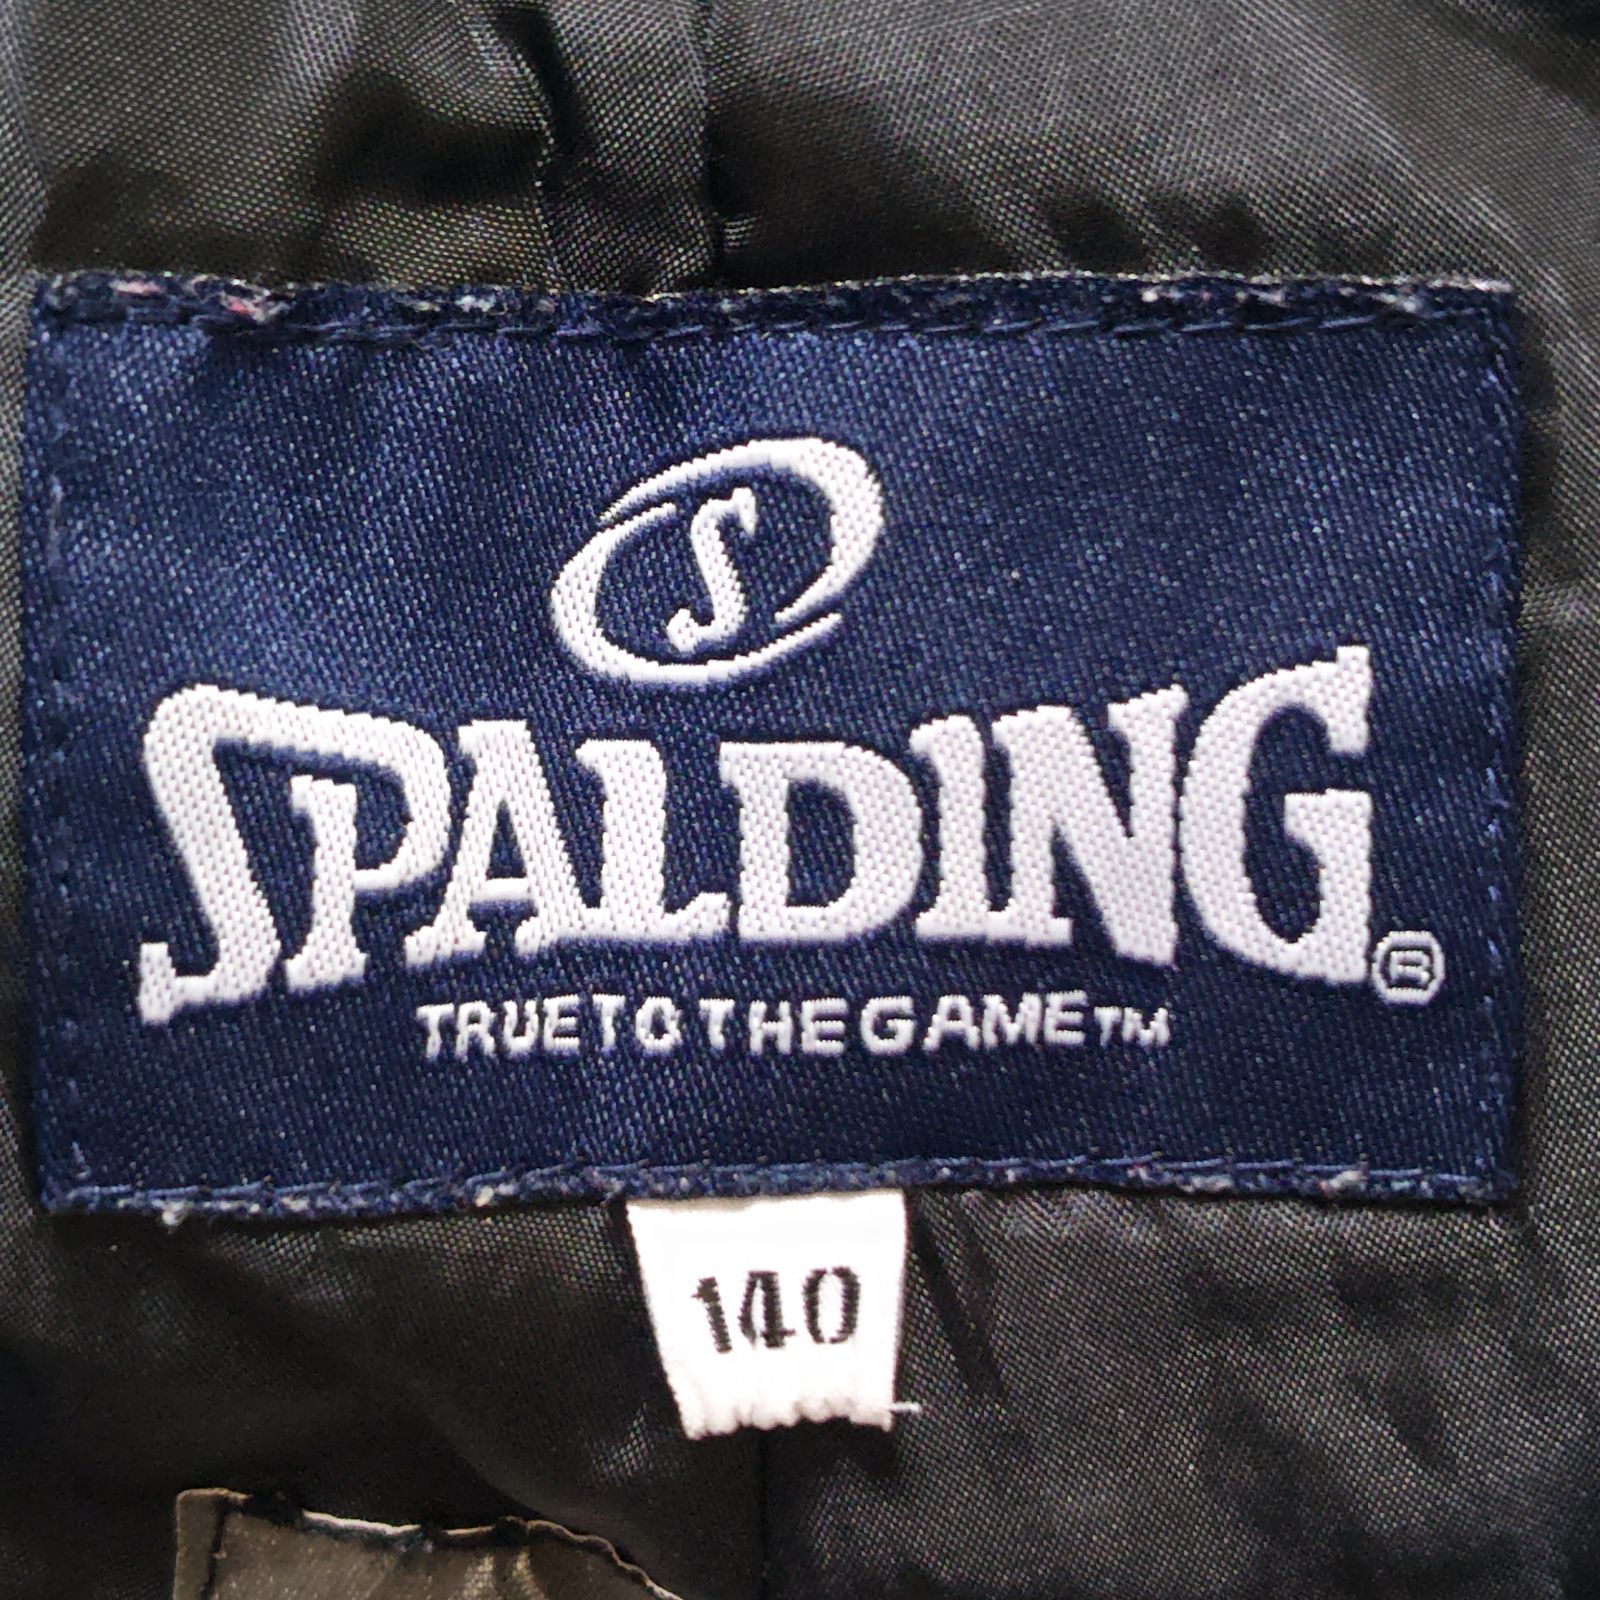 S
SPALDING®
TRUE TO THE GAME™
140